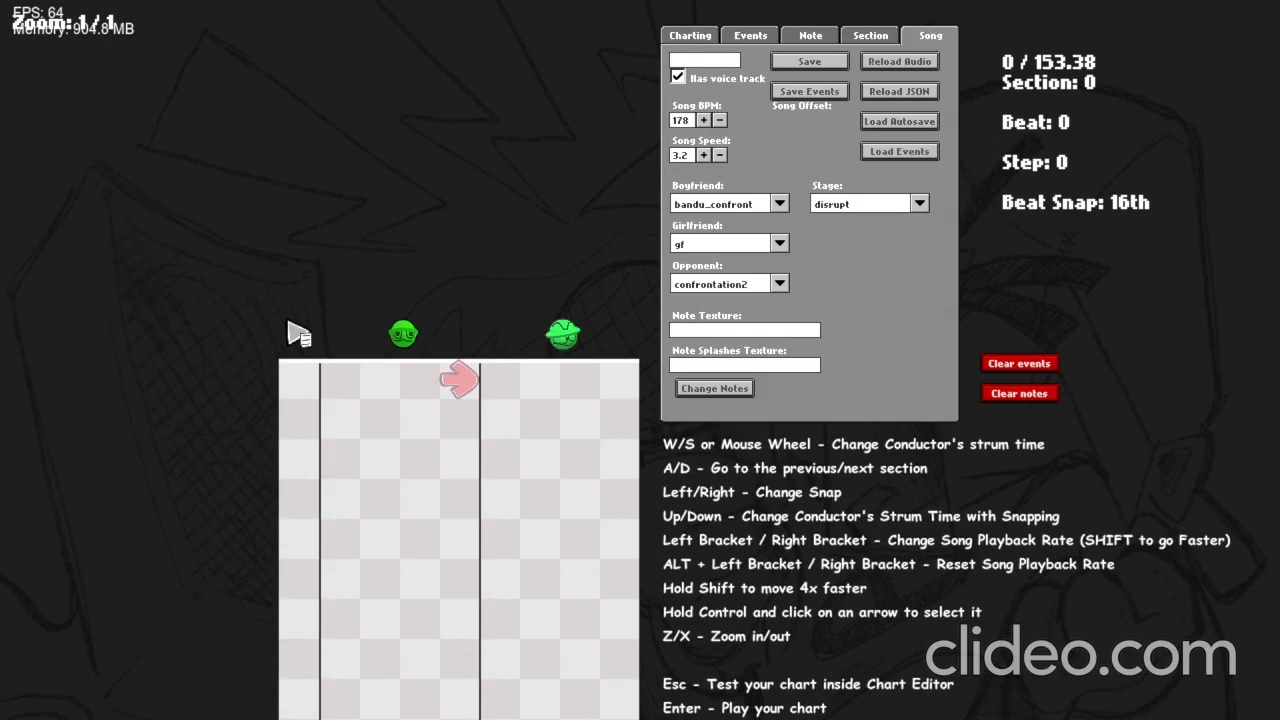 FPS: 64
Zoom: 1 / 1
Memory: 904.8 MB
Charting
Events
Note
Section
Song
Save
Reload Audio
Has voice track
Save Events
Reload JSON
Song BPM:
Song Offset:
178 + -
Load Autosave
Song Speed:
3.2 + -
Load Events
Boyfriend:
Stage:
bandu_confront
disrupt
Girlfriend:
gf
Opponent:
confrontation2
Note Texture:
Note Splashes Texture:
Change Notes
0 / 153.38
Section: 0
Beat: 0
Step: 0
Beat Snap: 16th
Clear events
Clear notes
W/S or Mouse Wheel - Change Conductor's strum time
A/D - Go to the previous/next section
Left/Right - Change Snap
Up/Down - Change Conductor's Strum Time with Snapping
Left Bracket / Right Bracket - Change Song Playback Rate (SHIFT to go Faster)
ALT + Left Bracket / Right Bracket - Reset Song Playback Rate
Hold Shift to move 4x faster
Hold Control and click on an arrow to select it
Z/X - Zoom in/out
Esc - Test your chart inside Chart Editor
Enter - Play your chart
clideo.com